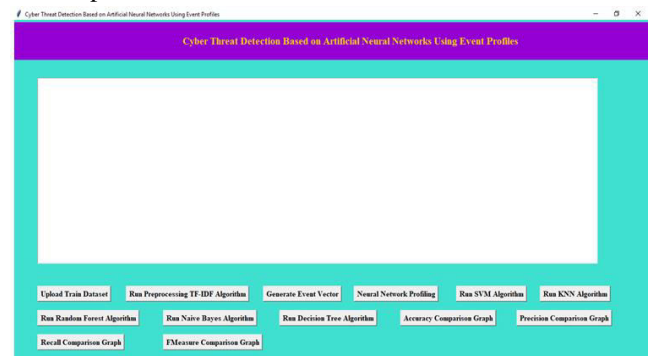 Cyber Threat Detection Based on Artificial Neural Networks Using Event Profiles
Cyber Threat Detection Based on Artificial Neural Networks Using Event Profiles
Upload Train Dataset Run Preprocessing TF-IDF Algorithm Generate Event Vector Neural Network Profiling Run SVM Algorithm Run KNN Algorithm
Run Random Forest Algorithm Run Naive Bayes Algorithm Run Decision Tree Algorithm Accuracy Comparison Graph Precision Comparison Graph
Recall Comparison Graph FMeasure Comparison Graph